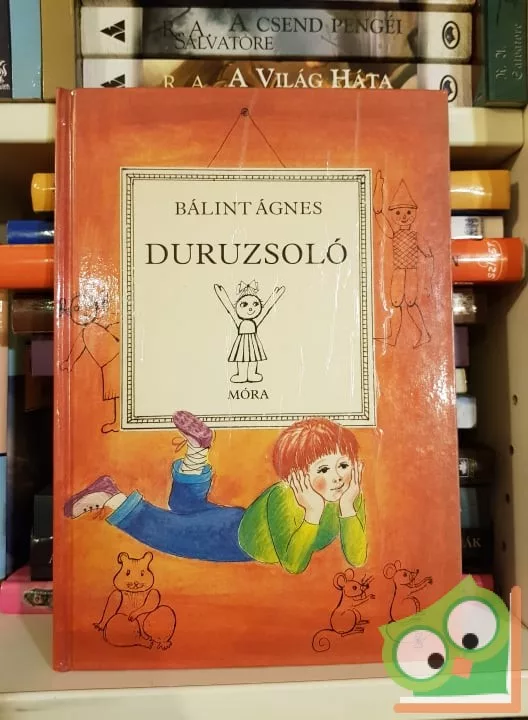 R. A. A CSEND PENGÉI
SALVATORE
R. A. A VILÁG HÁTA
BÁLINT ÁGNES
DURUZSOLÓ
MÓRA